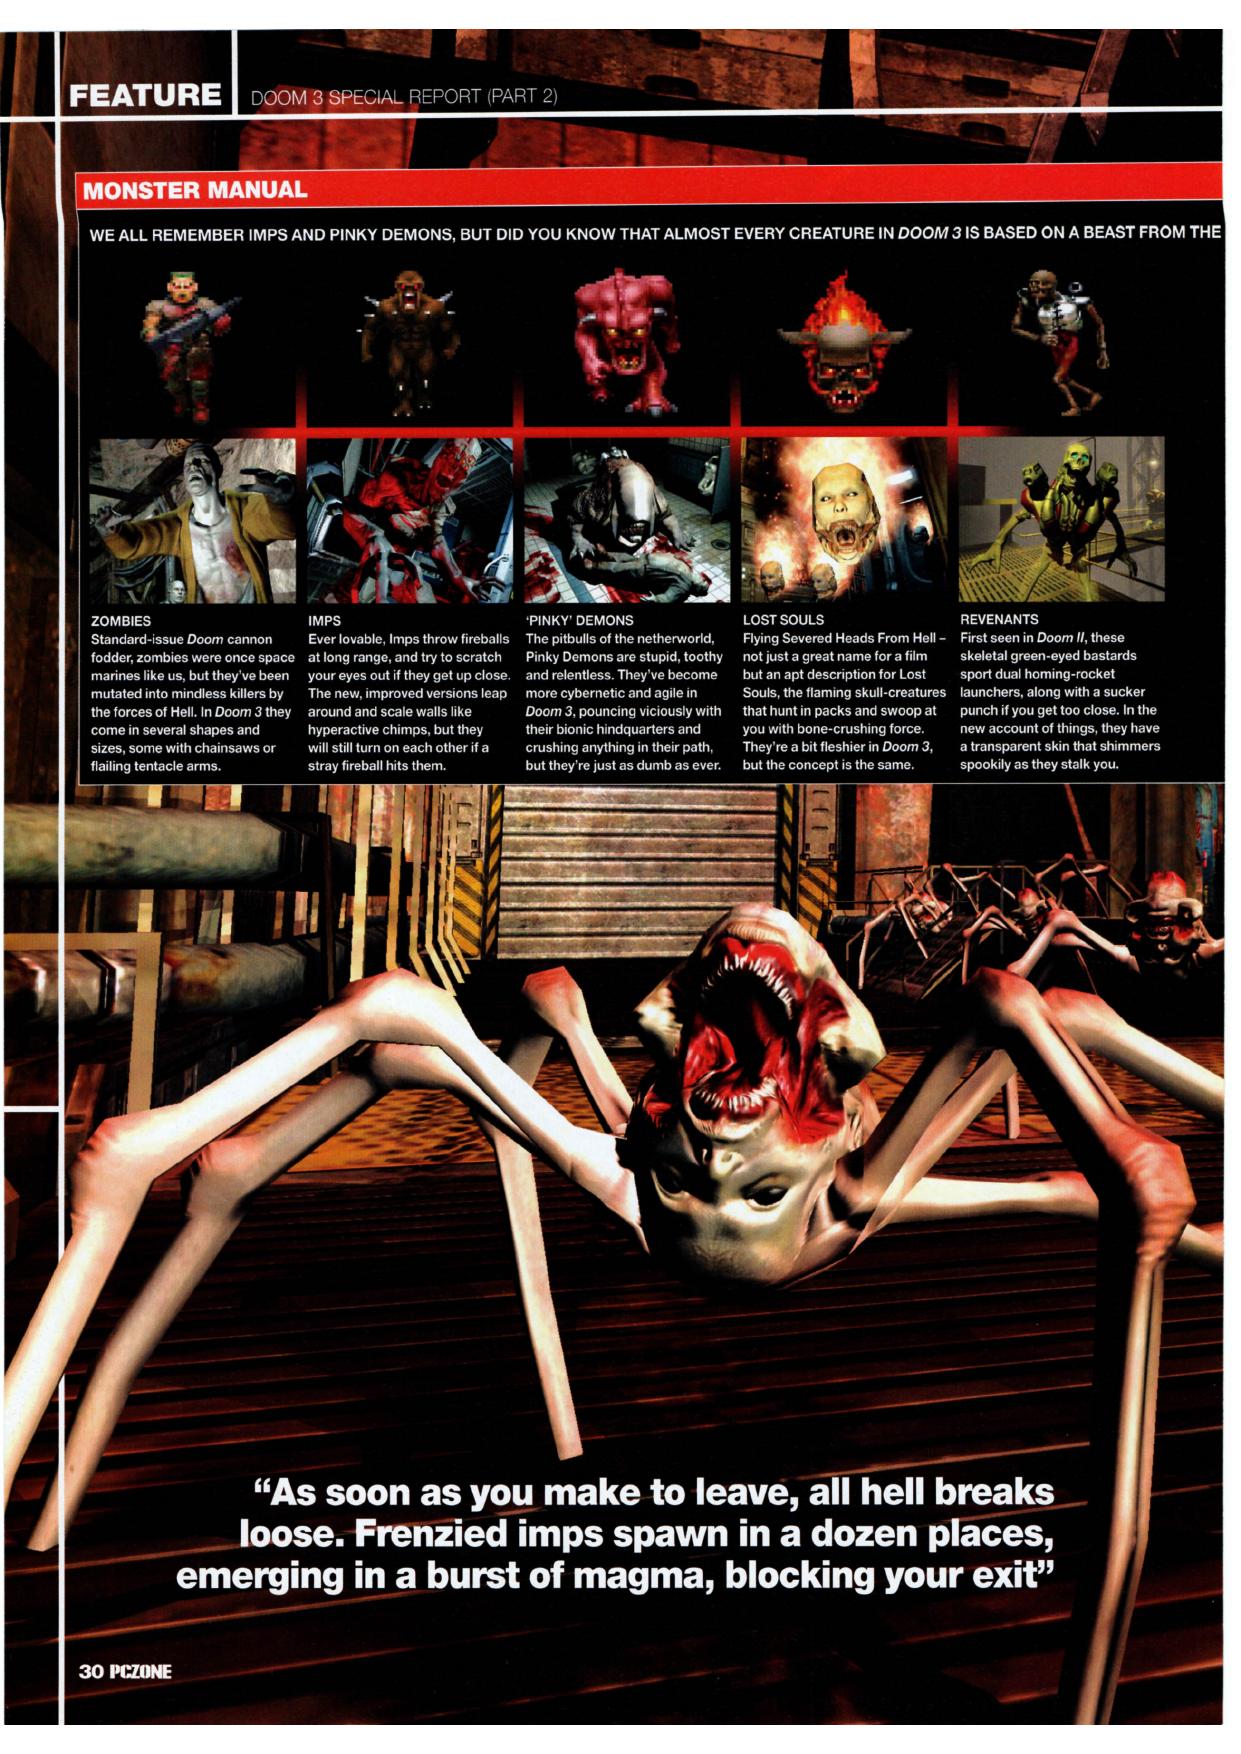 FEATURE
DOOM 3 SPECIAL REPORT (PART 2)
MONSTER MANUAL
WE ALL REMEMBER IMPS AND PINKY DEMONS, BUT DID YOU KNOW THAT ALMOST EVERY CREATURE IN DOOM 3 IS BASED ON A BEAST FROM THE
ZOMBIES
Standard-issue Doom cannon
fodder, zombies were once space
marines like us, but they've been
mutated into mindless killers by
the forces of Hell. In Doom 3 they
come in several shapes and
sizes, some with chainsaws or
flailing tentacle arms.
IMPS
Ever lovable, Imps throw fireballs
at long range, and try to scratch
your eyes out if they get up close.
The new, improved versions leap
around and scale walls like
hyperactive chimps, but they
will still turn on each other if a
stray fireball hits them.
'PINKY' DEMONS
The pitbulls of the netherworld,
Pinky Demons are stupid, toothy
and relentless. They've become
more cybernetic and agile in
Doom 3, pouncing viciously with
their bionic hindquarters and
crushing anything in their path,
but they're just as dumb as ever.
LOST SOULS
Flying Severed Heads From Hell –
not just a great name for a film
but an apt description for Lost
Souls, the flaming skull-creatures
that hunt in packs and swoop at
you with bone-crushing force.
They're a bit fleshier in Doom 3,
but the concept is the same.
REVENANTS
First seen in Doom II, these
skeletal green-eyed bastards
sport dual homing-rocket
launchers, along with a sucker
punch if you get too close. In the
new account of things, they have
a transparent skin that shimmers
spookily as they stalk you.
“As soon as you make to leave, all hell breaks
loose. Frenzied imps spawn in a dozen places,
emerging in a burst of magma, blocking your exit”
30 PCZONE